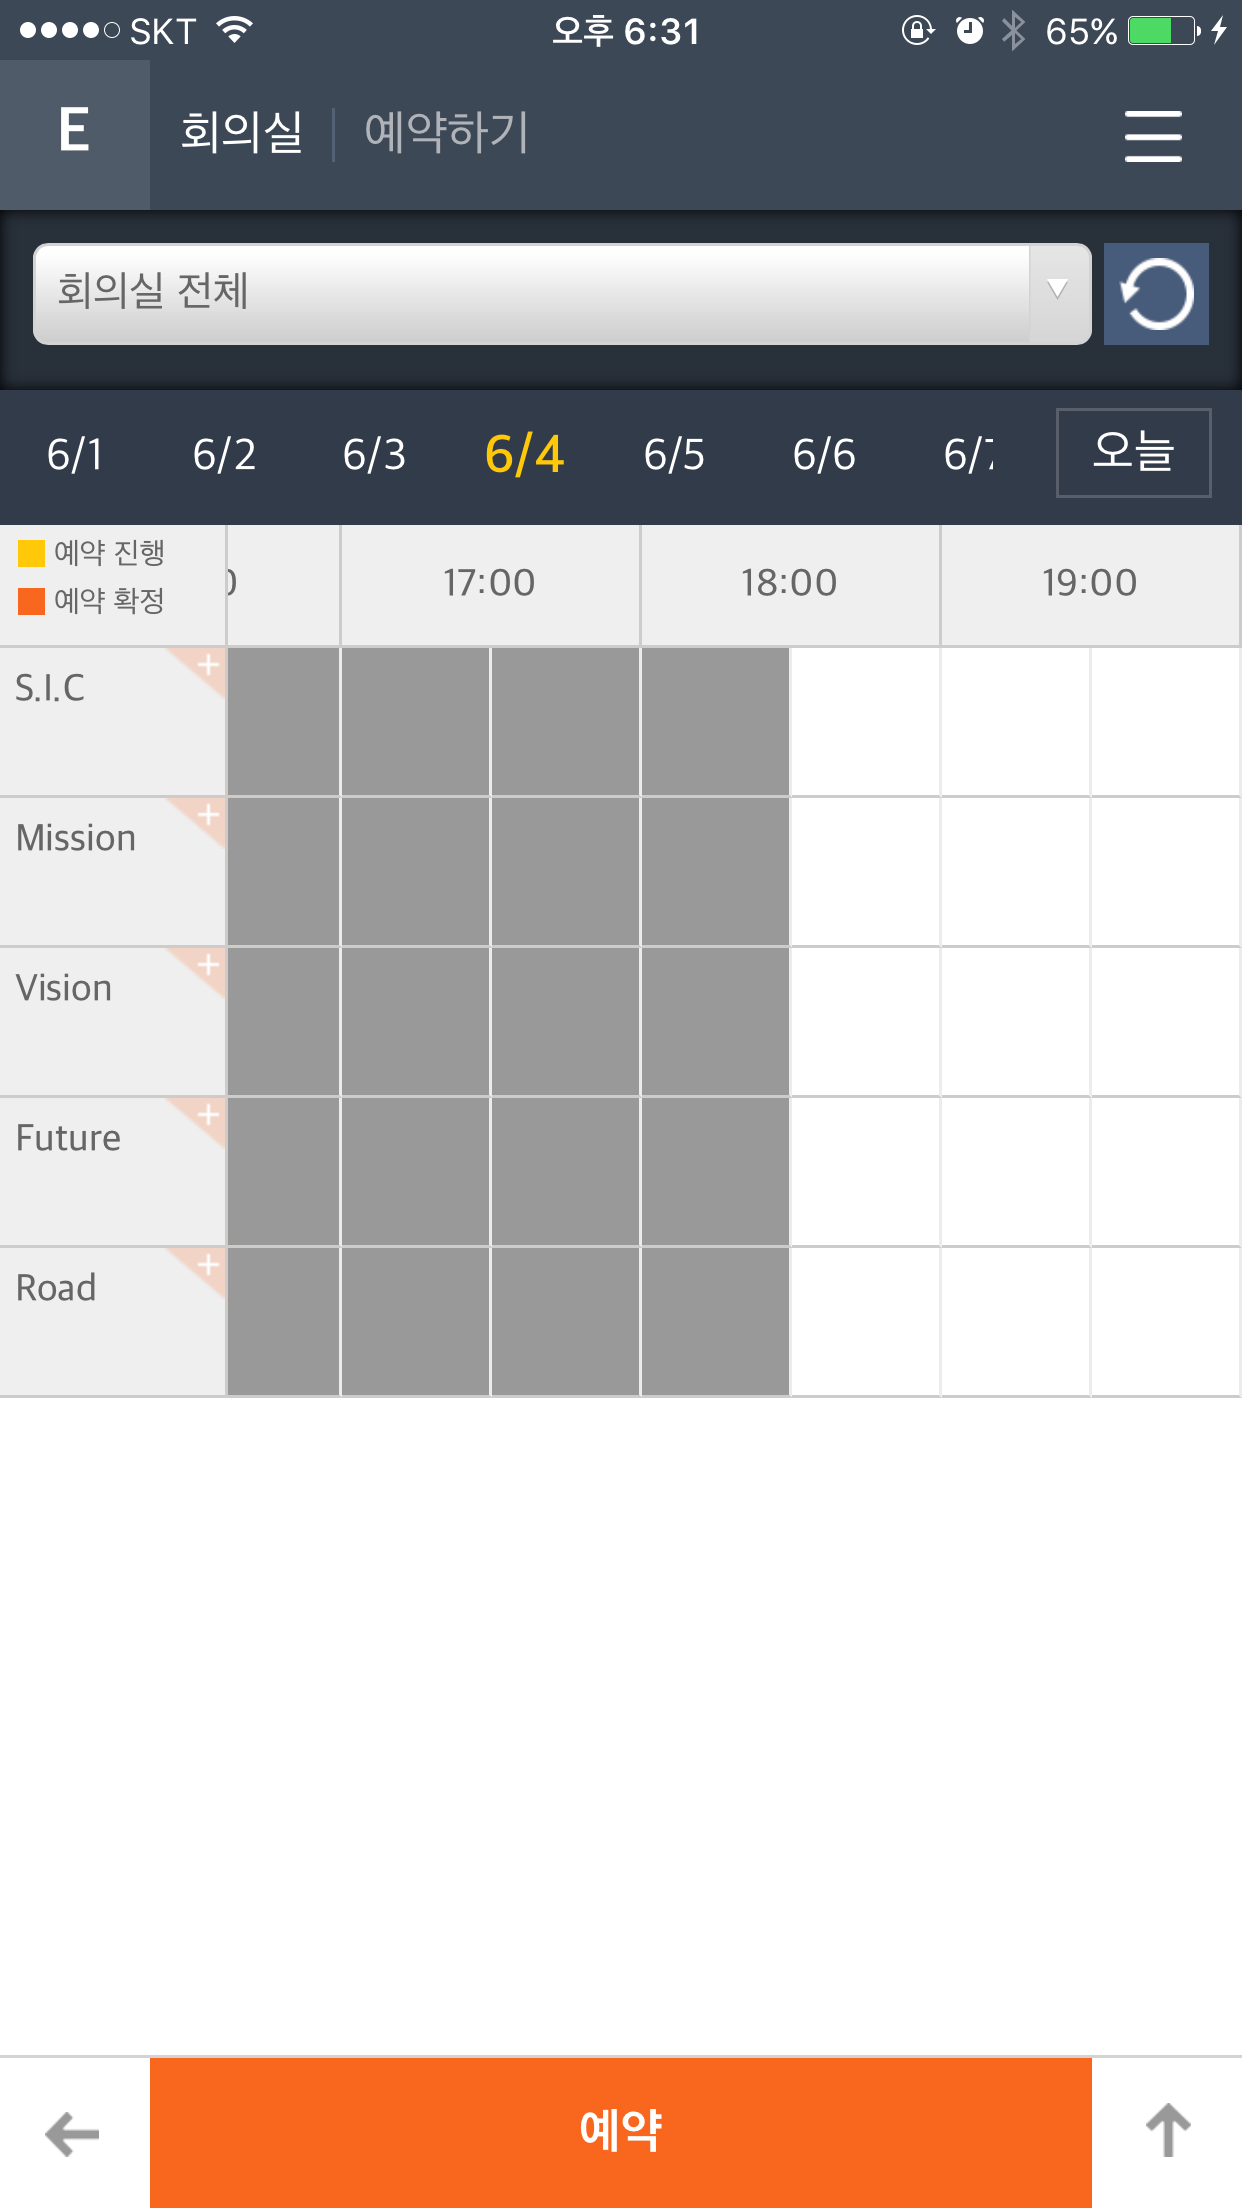 SKT 오후 6:31 65%
E 회의실 예약하기
회의실 전체
6/1 6/2 6/3 6/4 6/5 6/6 6/7 오늘
예약 진행
예약 확정
17:00 18:00 19:00
S.I.C
Mission
Vision
Future
Road
예약